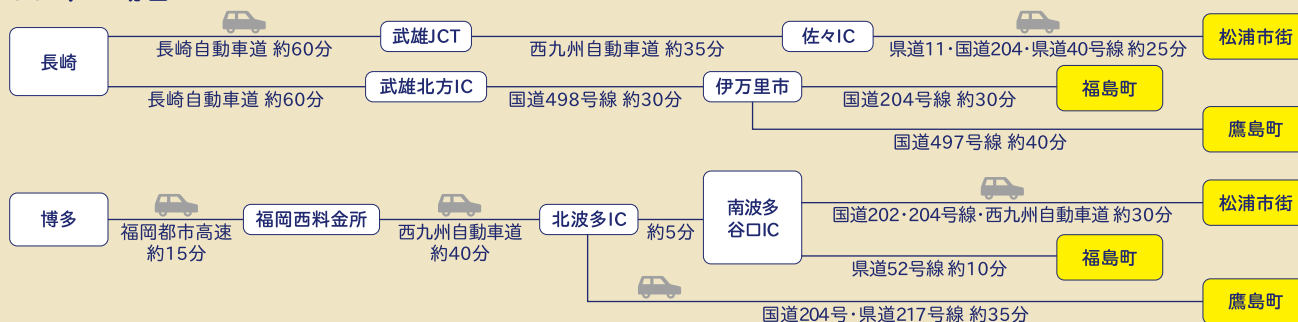 長崎
長崎自動車道 約60分
武雄JCT
西九州自動車道 約35分
佐々IC
県道11・国道204・県道40号線 約25分
松浦市街
長崎自動車道 約60分
武雄北方IC
国道498号線 約30分
伊万里市
国道204号線 約30分
福島町
国道497号線 約40分
鷹島町
博多
福岡都市高速
約15分
福岡西料金所
西九州自動車道
約40分
北波多IC
約5分
南波多
谷口IC
国道202・204号線・西九州自動車道 約30分
松浦市街
県道52号線 約10分
福島町
国道204号・県道217号線 約35分
鷹島町